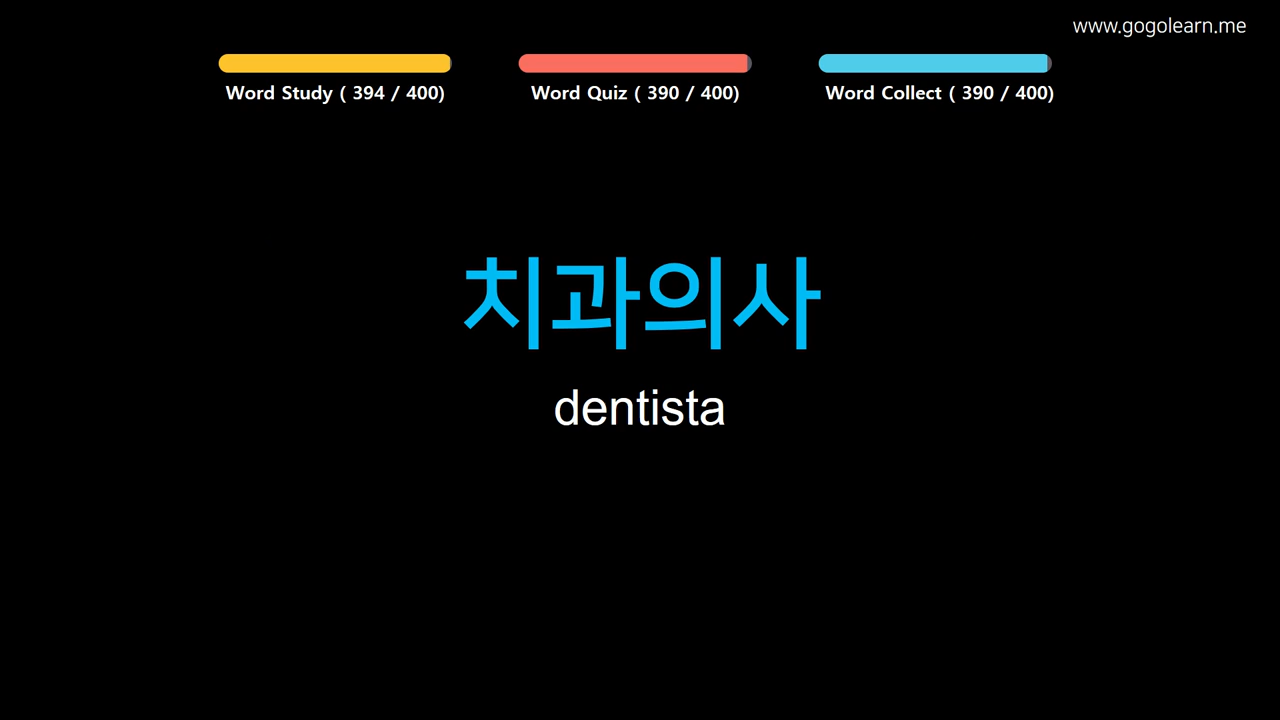 www.gogolearn.me
Word Study ( 394 / 400)
Word Quiz ( 390 / 400)
Word Collect ( 390 / 400)
치과의사
dentista